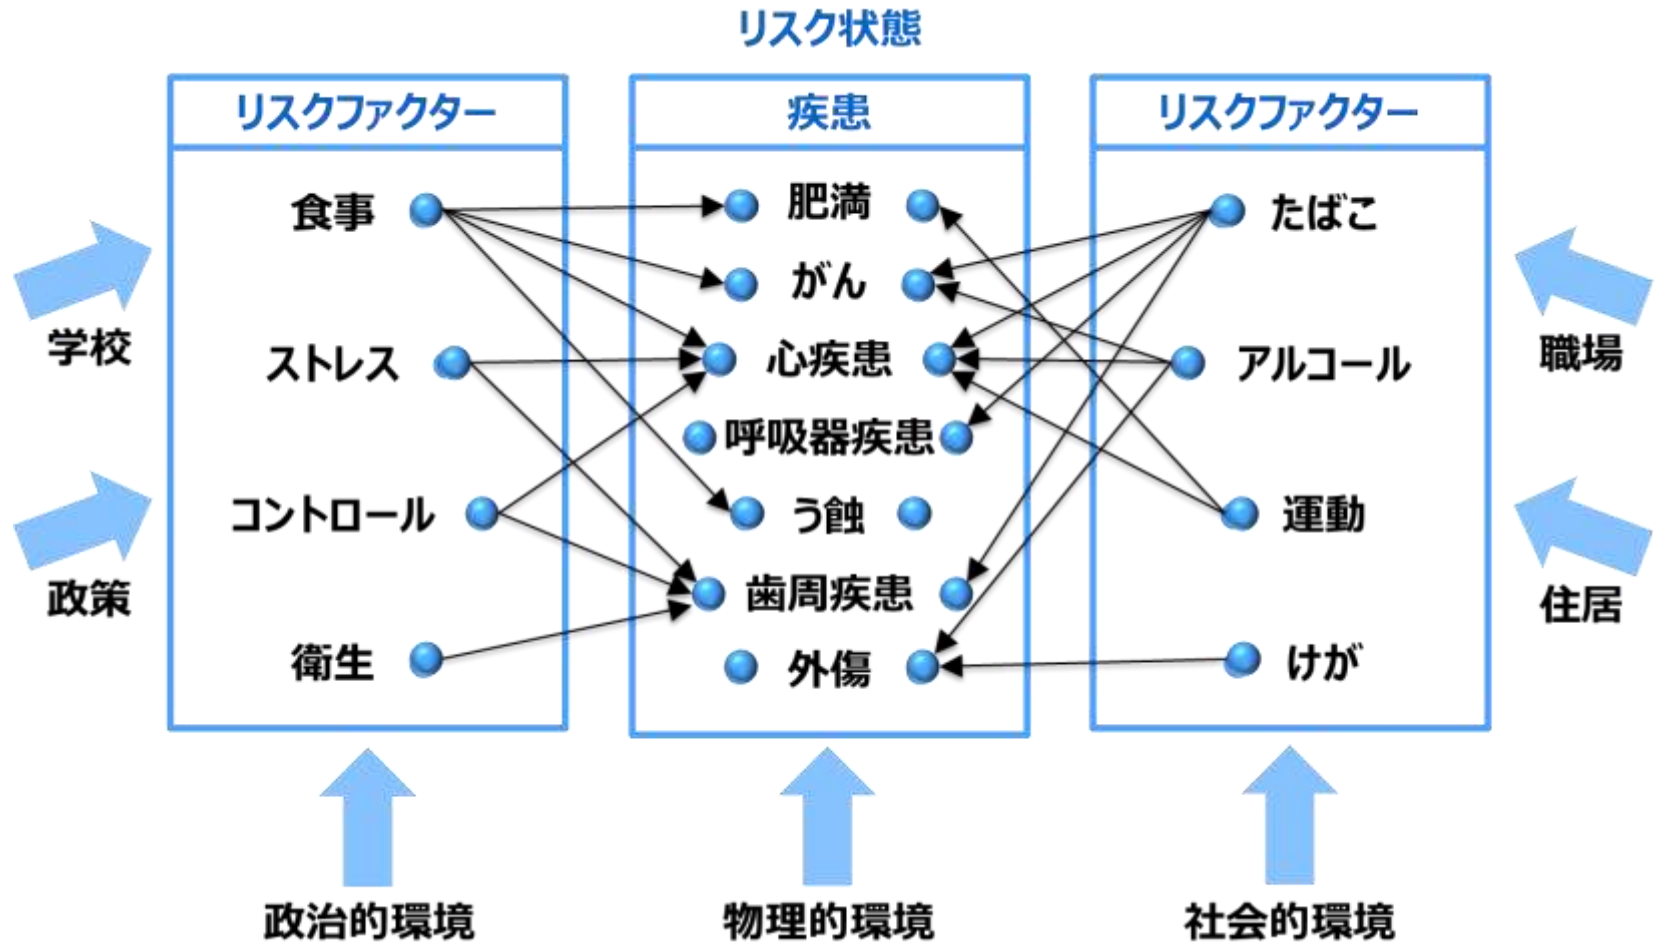 リスク状態
リスクファクター
疾患
リスクファクター
食事
ストレス
コントロール
衛生
肥満
がん
心疾患
呼吸器疾患
う蝕
歯周疾患
外傷
たばこ
アルコール
運動
けが
学校
政策
職場
住居
政治的環境
物理的環境
社会的環境